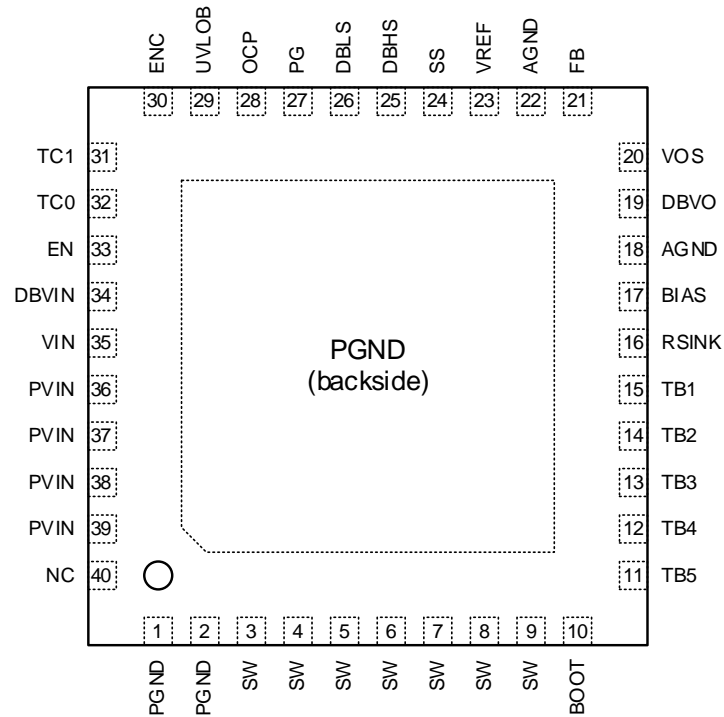 ENC UVLOB OCP PG DBLS DBHS SS VREF AGND FB
30 29 28 27 26 25 24 23 22 21
TC1 31
TC0 32
EN 33
DBVIN 34
VIN 35
PVIN 36
PVIN 37
PVIN 38
PVIN 39
NC 40
PGND
(backside)
20 VOS
19 DBVO
18 AGND
17 BIAS
16 RSINK
15 TB1
14 TB2
13 TB3
12 TB4
11 TB5
1 2 3 4 5 6 7 8 9 10
PGND PGND SW SW SW SW SW SW SW BOOT